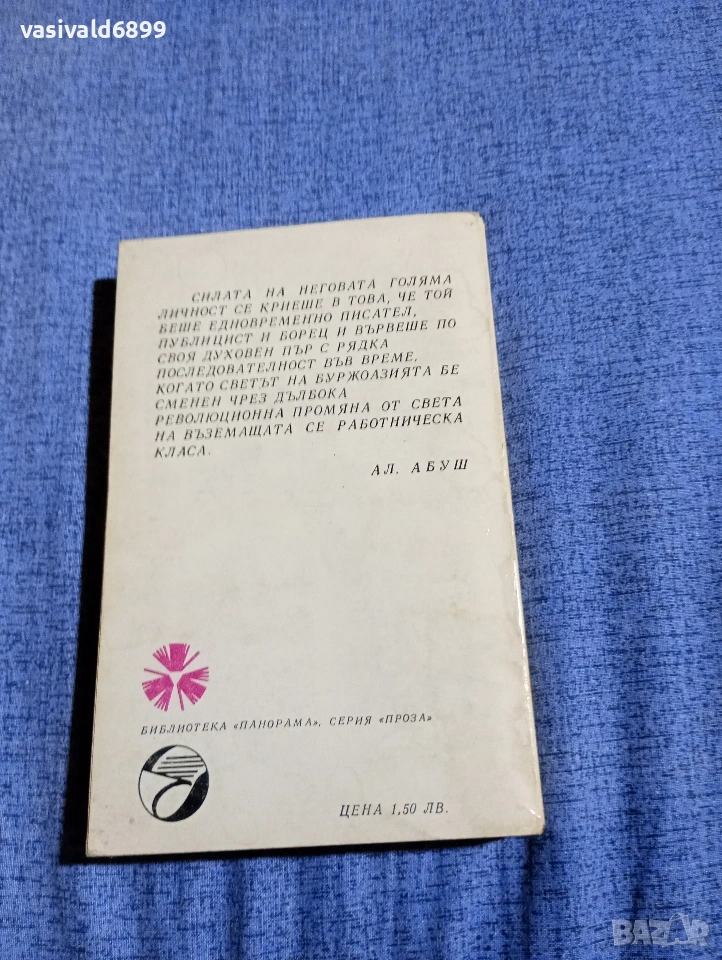 vasivald6899
СИЛАТА НА НЕГОВАТА ГОЛЯМА
ЛИЧНОСТ СЕ КРИЕШЕ В ТОВА, ЧЕ ТОЙ
БЕШЕ ЕДНОВРЕМЕННО ПИСАТЕЛ,
ПУБЛИЦИСТ И БОРЕЦ И ВЪРВЕШЕ ПО
СВОЯ ДУХОВЕН ПЪР С РЯДКА
ПОСЛЕДОВАТЕЛНОСТ ВЪВ ВРЕМЕ,
КОГАТО СВЕТЪТ НА БУРЖОАЗИЯТА БЕ
СМЕНЕН ЧРЕЗ ДЪЛБОКА
РЕВОЛЮЦИОННА ПРОМЯНА ОТ СВЕТА
НА ВЪЗЕМАЩАТА СЕ РАБОТНИЧЕСКА
КЛАСА.
АЛ. АБУШ
БИБЛИОТЕКА «ПАНОРАМА», СЕРИЯ «ПРОЗА»
ЦЕНА 1,50 ЛВ.
BAZAR